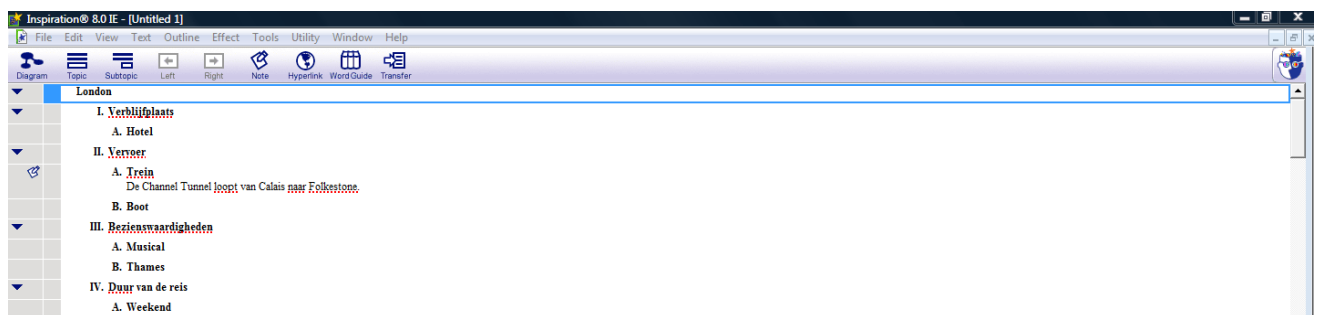 Inspiration® 8.0 IE - [Untitled 1]
File Edit View Text Outline Effect Tools Utility Window Help
Diagram Topic Subtopic Left Right Note Hyperlink Word Guide Transfer
London
I. Verblijfplaats
A. Hotel
II. Vervoer
A. Trein
De Channel Tunnel loopt van Calais naar Folkestone.
B. Boot
III. Bezienswaardigheden
A. Musical
B. Thames
IV. Duur van de reis
A. Weekend